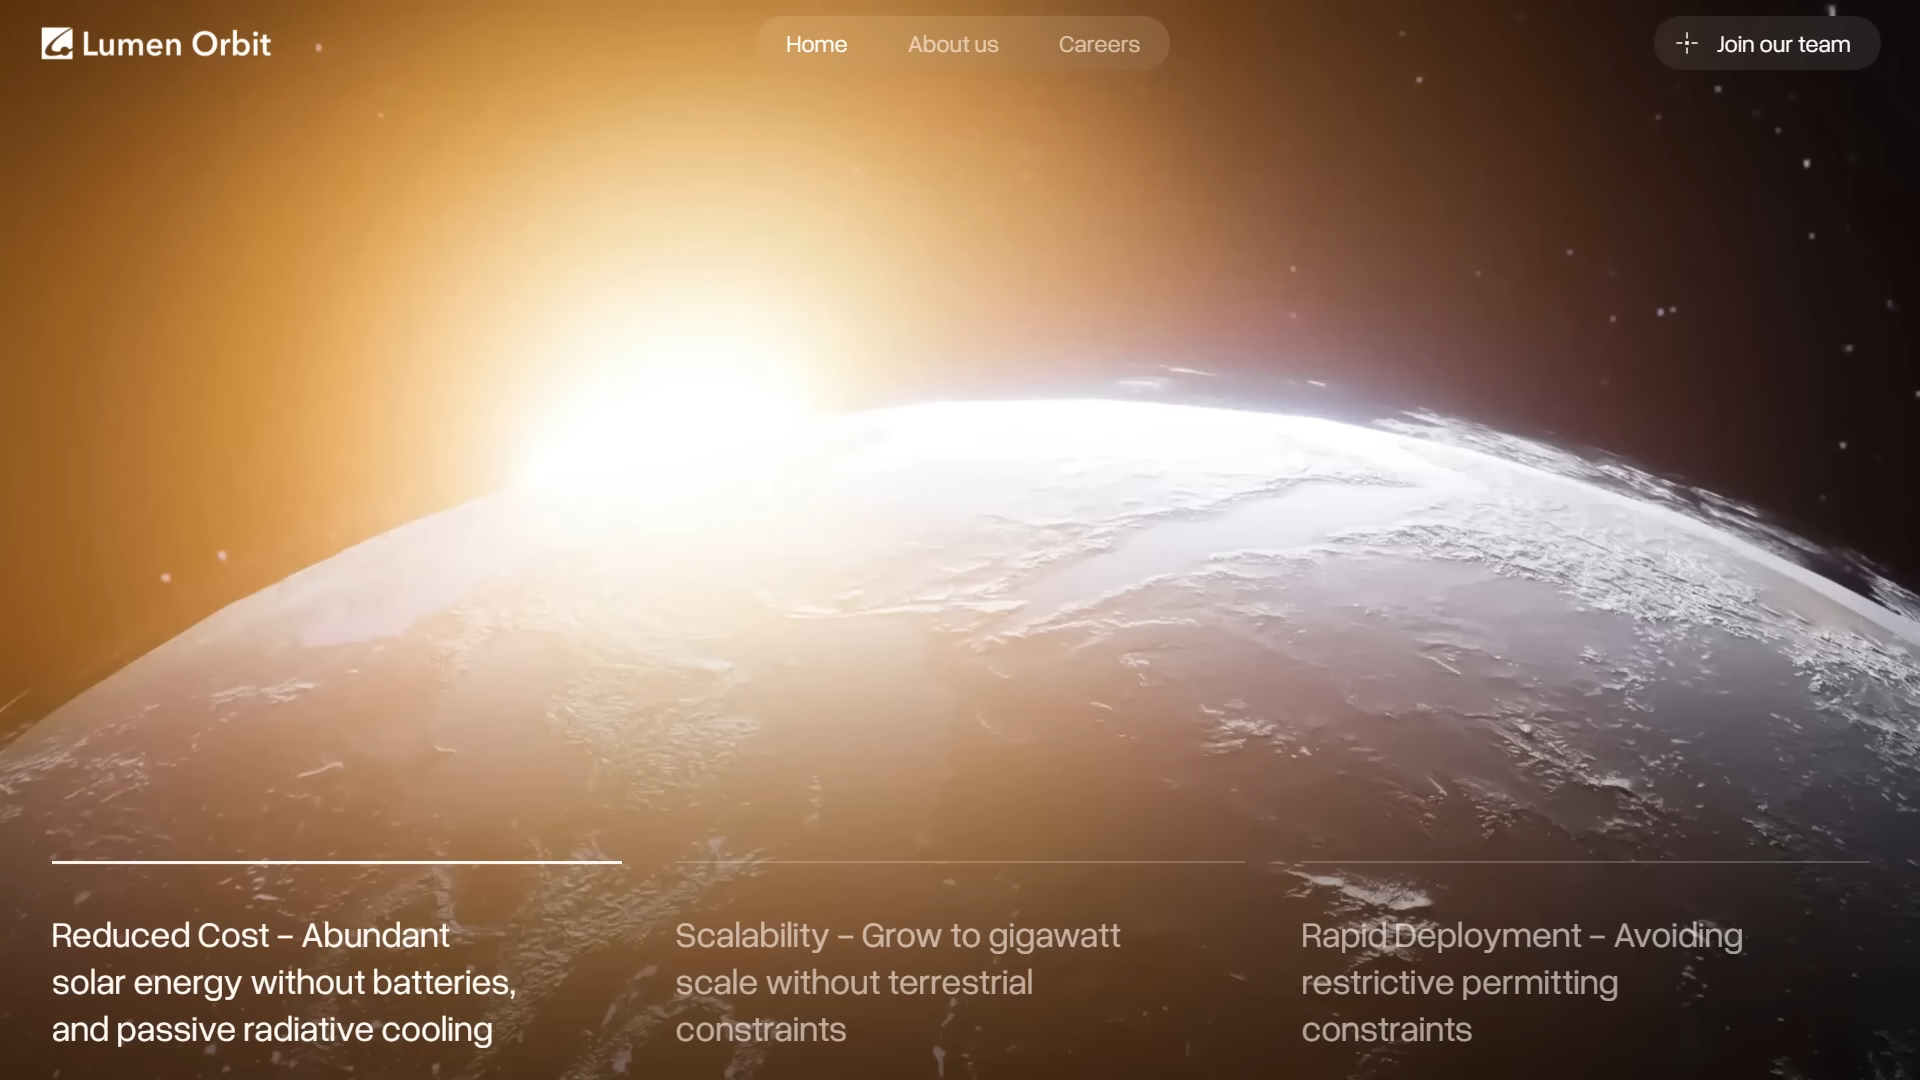 Lumen Orbit
Home
About us
Careers
Join our team
Reduced Cost – Abundant
solar energy without batteries,
and passive radiative cooling
Scalability – Grow to gigawatt
scale without terrestrial
constraints
Rapid Deployment – Avoiding
restrictive permitting
constraints